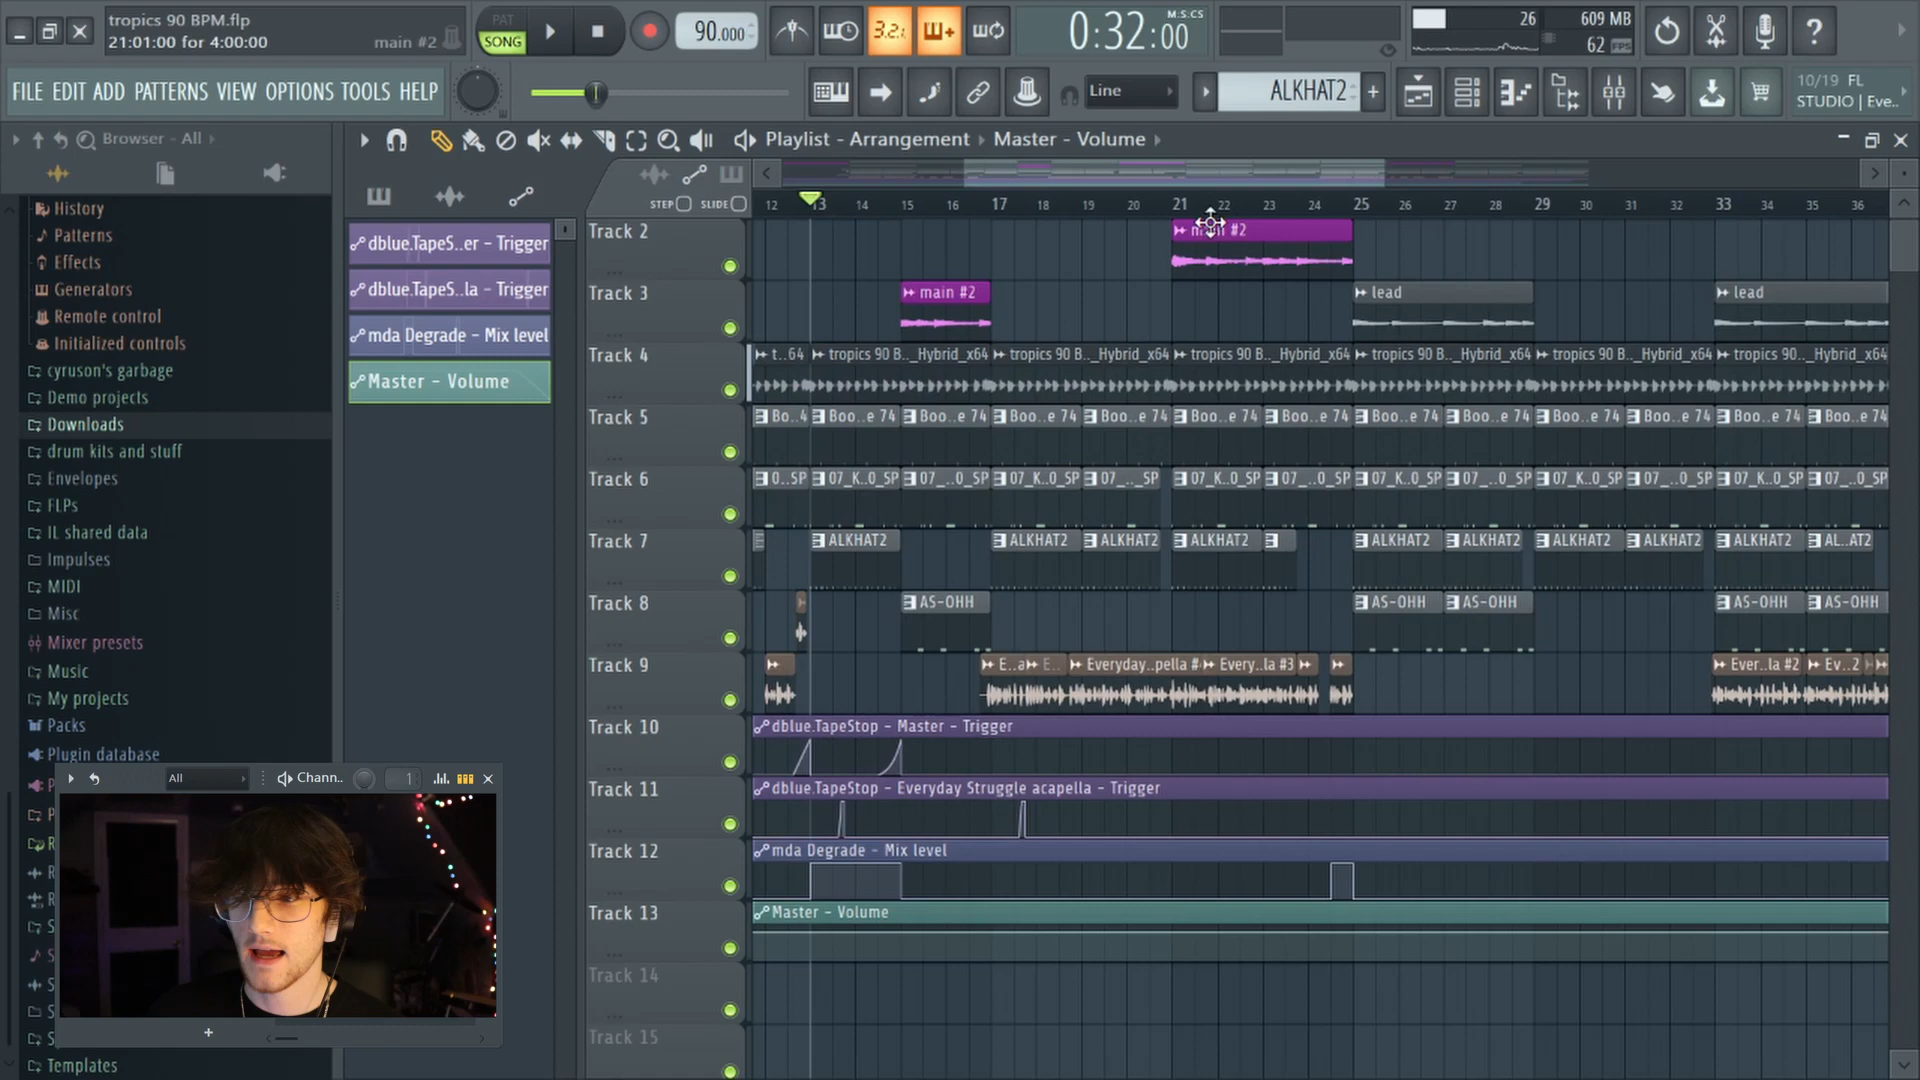 tropics 90 BPM.flp
21:01:00 for 4:00:00
main #2
PAT
SONG
90.000
3.2.
M:S:CS
0:32:00
26
609 MB
62 FPS
FILE EDIT ADD PATTERNS VIEW OPTIONS TOOLS HELP
Line
ALKHAT2
10/19 FL
STUDIO | Eve..
Browser - All
Playlist - Arrangement
Master - Volume
STEP
SLIDE
12 13 14 15 16 17 18 19 20 21 22 23 24 25 26 27 28 29 30 31 32 33 34 35 36
History
Patterns
Effects
Generators
Remote control
Initialized controls
cyruson's garbage
Demo projects
Downloads
drum kits and stuff
Envelopes
FLPs
IL shared data
Impulses
MIDI
Misc
Mixer presets
Music
My projects
Packs
Plugin database
Templates
dblue.TapeS..er - Trigger
dblue.TapeS..la - Trigger
mda Degrade - Mix level
Master - Volume
All
Chann..
1
Track 2
main #2
Track 3
main #2
lead
lead
Track 4
t..64
tropics 90 B.._Hybrid_x64
tropics 90 B.._Hybrid_x64
tropics 90 B.._Hybrid_x64
tropics 90 B.._Hybrid_x64
tropics 90 B.._Hybrid_x64
tropics 90.._Hybrid_x64
Track 5
Bo..4
Boo..e 74
Boo..e 74
Boo..e 74
Boo..e 74
Boo..e 74
Boo..e 74
Boo..e 74
Boo..e 74
Boo..e 74
Boo..e 74
Boo..e 74
Boo..e 74
Track 6
0..SP
07_K..0_SP
07_..0_SP
07_K..0_SP
07_.._SP
07_K..0_SP
07_..0_SP
07_K..0_SP
07_..0_SP
07_K..0_SP
07_..0_SP
07_K..0_SP
07_..0_SP
Track 7
ALKHAT2
ALKHAT2
ALKHAT2
ALKHAT2
ALKHAT2
ALKHAT2
ALKHAT2
ALKHAT2
ALKHAT2
AL..AT2
Track 8
AS-OHH
AS-OHH
AS-OHH
AS-OHH
AS-OHH
Track 9
E..a
E..
Everyday..pella #
Every..la #3
Ever..la #2
Ev..2
Track 10
dblue.TapeStop - Master - Trigger
Track 11
dblue.TapeStop - Everyday Struggle acapella - Trigger
Track 12
mda Degrade - Mix level
Track 13
Master - Volume
Track 14
Track 15